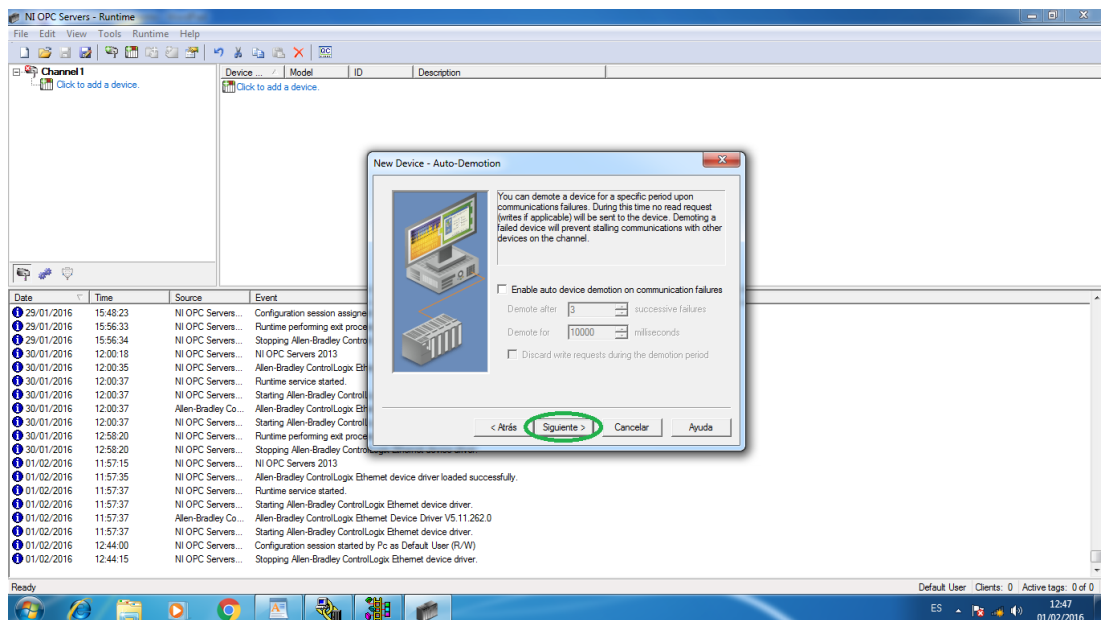 NI OPC Servers - Runtime
File Edit View Tools Runtime Help
Channel1
Click to add a device.
Device ... Model ID Description
Click to add a device.
New Device - Auto-Demotion
You can demote a device for a specific period upon
communications failures. During this time no read request
(writes if applicable) will be sent to the device. Demoting a
failed device will prevent stalling communications with other
devices on the channel.
Enable auto device demotion on communication failures
Demote after 3 successive failures
Demote for 10000 milliseconds
Discard write requests during the demotion period
< Atrás Siguiente > Cancelar Ayuda
Date Time Source Event
29/01/2016 15:48:23 NI OPC Servers... Configuration session assigne
29/01/2016 15:56:33 NI OPC Servers... Runtime performing exit proce
29/01/2016 15:56:34 NI OPC Servers... Stopping Allen-Bradley Contro
30/01/2016 12:00:18 NI OPC Servers... NI OPC Servers 2013
30/01/2016 12:00:35 NI OPC Servers... Allen-Bradley ControlLogix Eth
30/01/2016 12:00:37 NI OPC Servers... Runtime service started.
30/01/2016 12:00:37 NI OPC Servers... Starting Allen-Bradley ControlL
30/01/2016 12:00:37 Allen-Bradley Co... Allen-Bradley ControlLogix Eth
30/01/2016 12:00:37 NI OPC Servers... Starting Allen-Bradley ControlL
30/01/2016 12:58:20 NI OPC Servers... Runtime performing exit proce
30/01/2016 12:58:20 NI OPC Servers... Stopping Allen-Bradley ControlLogix Ethernet device driver.
01/02/2016 11:57:15 NI OPC Servers... NI OPC Servers 2013
01/02/2016 11:57:35 NI OPC Servers... Allen-Bradley ControlLogix Ethernet device driver loaded successfully.
01/02/2016 11:57:37 NI OPC Servers... Runtime service started.
01/02/2016 11:57:37 NI OPC Servers... Starting Allen-Bradley ControlLogix Ethernet device driver.
01/02/2016 11:57:37 Allen-Bradley Co... Allen-Bradley ControlLogix Ethernet Device Driver V5.11.262.0
01/02/2016 11:57:37 NI OPC Servers... Starting Allen-Bradley ControlLogix Ethernet device driver.
01/02/2016 12:44:00 NI OPC Servers... Configuration session started by Pc as Default User (R/W)
01/02/2016 12:44:15 NI OPC Servers... Stopping Allen-Bradley ControlLogix Ethernet device driver.
Ready Default User Clients: 0 Active tags: 0 of 0
ES 12:47
01/02/2016